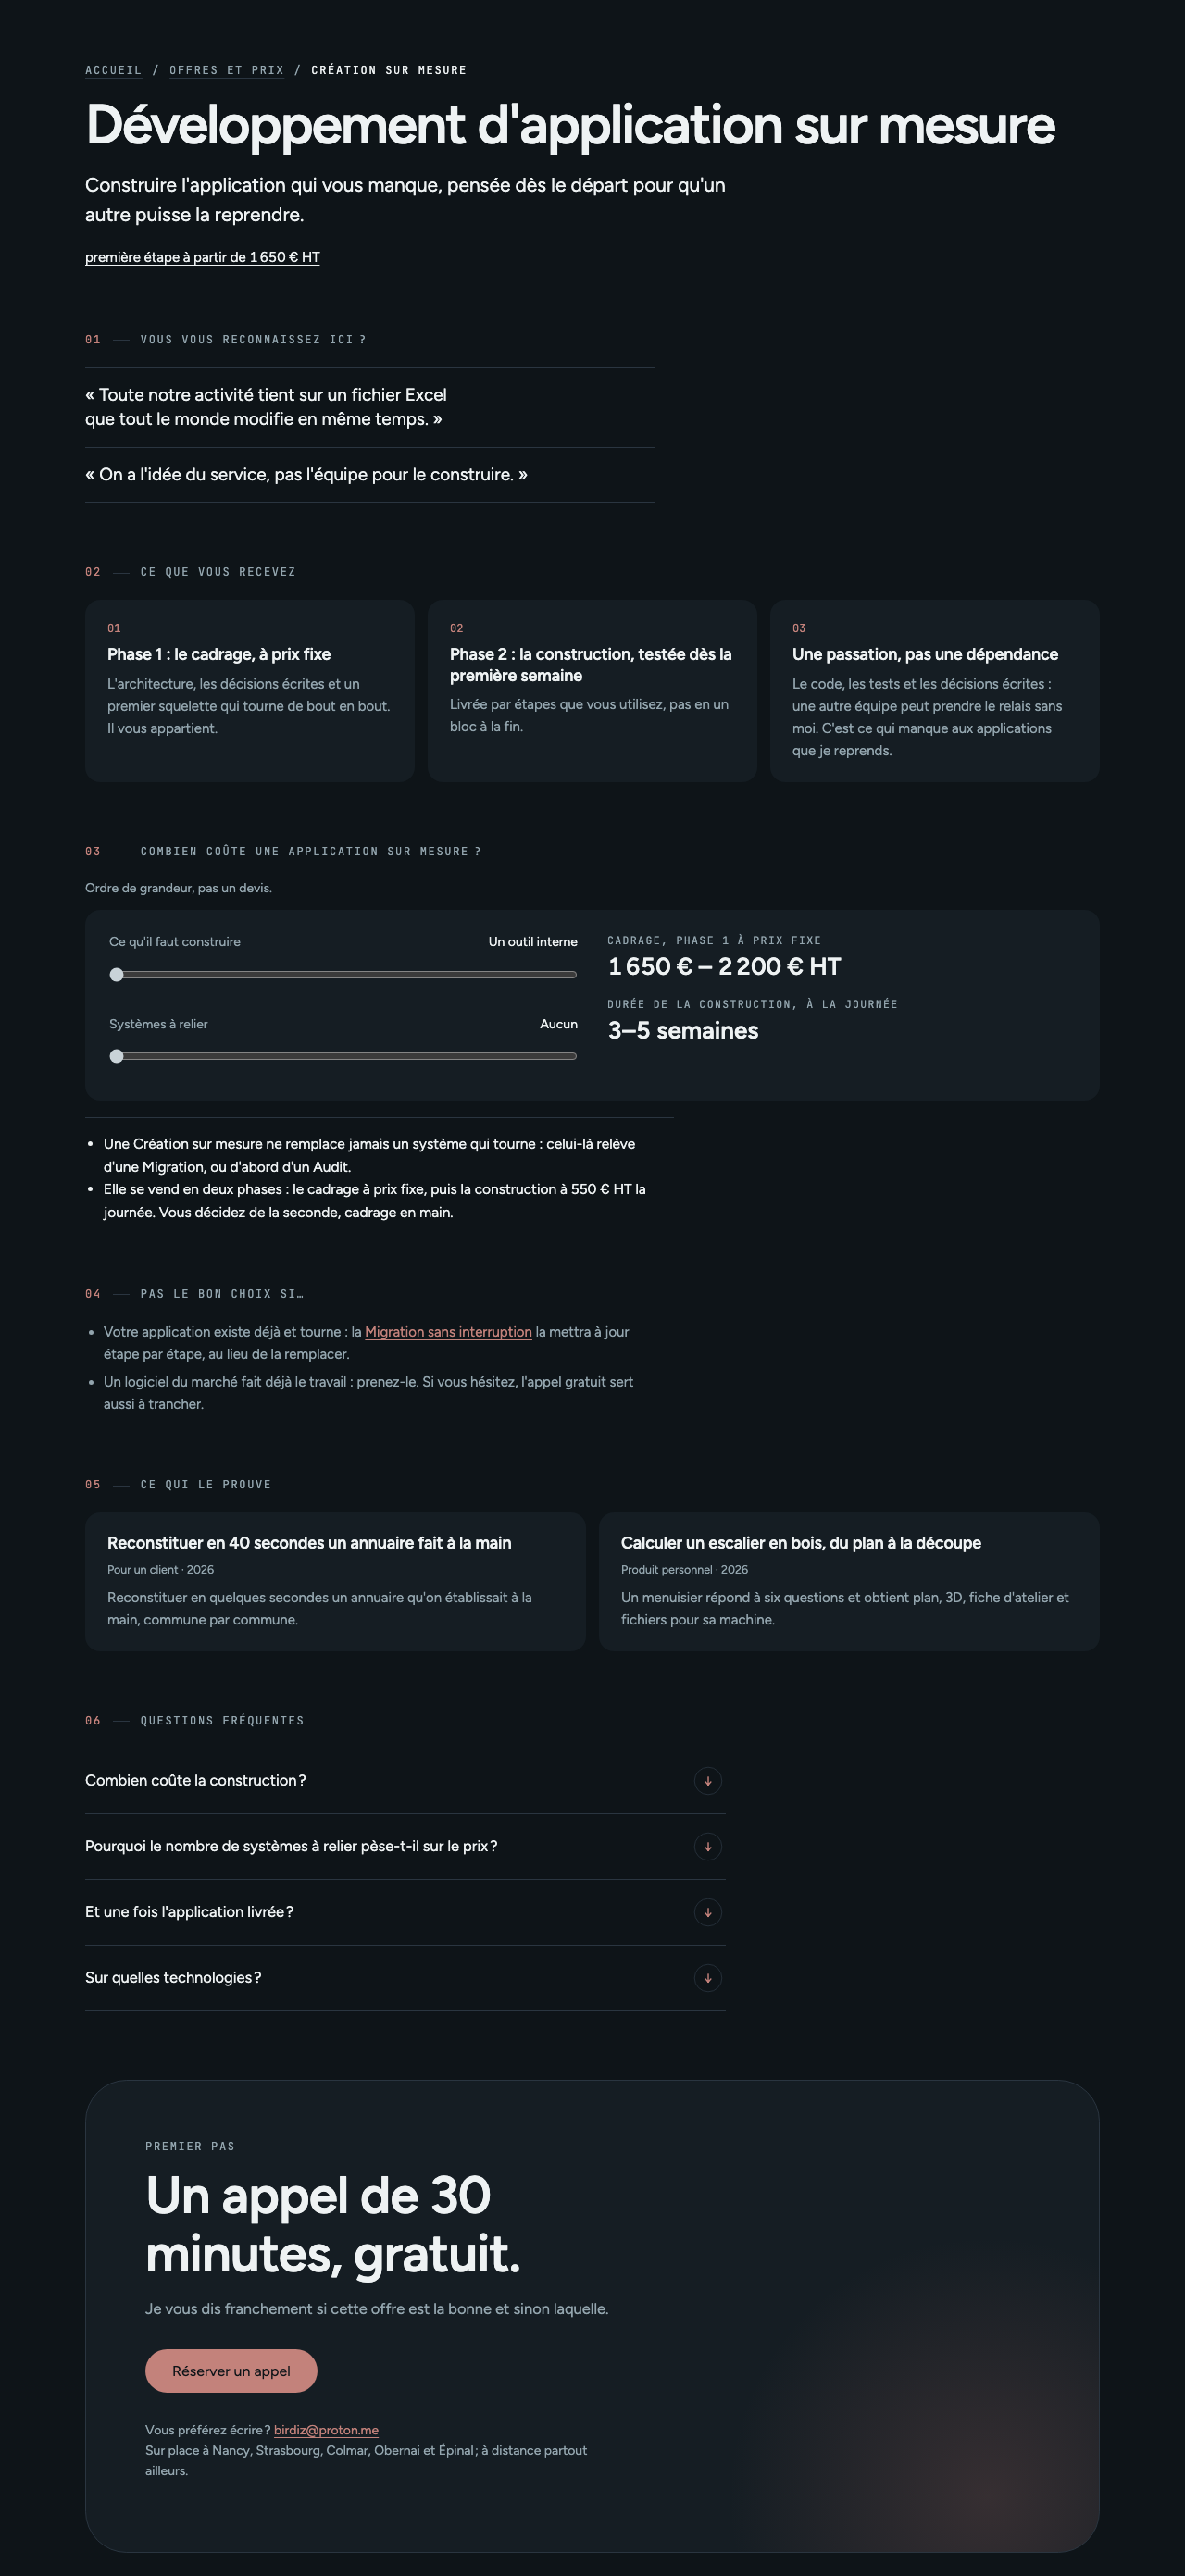 ACCUEIL / OFFRES ET PRIX / CRÉATION SUR MESURE
Développement d'application sur mesure
Construire l'application qui vous manque, pensée dès le départ pour qu'un
autre puisse la reprendre.
première étape à partir de 1 650 € HT
01 — VOUS VOUS RECONNAISSEZ ICI ?
« Toute notre activité tient sur un fichier Excel
que tout le monde modifie en même temps. »
« On a l'idée du service, pas l'équipe pour le construire. »
02 — CE QUE VOUS RECEVEZ
01
Phase 1 : le cadrage, à prix fixe
L'architecture, les décisions écrites et un
premier squelette qui tourne de bout en bout.
Il vous appartient.
02
Phase 2 : la construction, testée dès la
première semaine
Livrée par étapes que vous utilisez, pas en un
bloc à la fin.
03
Une passation, pas une dépendance
Le code, les tests et les décisions écrites :
une autre équipe peut prendre le relais sans
moi. C'est ce qui manque aux applications
que je reprends.
03 — COMBIEN COÛTE UNE APPLICATION SUR MESURE ?
Ordre de grandeur, pas un devis.
Ce qu'il faut construire Un outil interne
Systèmes à relier Aucun
CADRAGE, PHASE 1 À PRIX FIXE
1 650 € – 2 200 € HT
DURÉE DE LA CONSTRUCTION, À LA JOURNÉE
3–5 semaines
• Une Création sur mesure ne remplace jamais un système qui tourne : celui-là relève
d'une Migration, ou d'abord d'un Audit.
• Elle se vend en deux phases : le cadrage à prix fixe, puis la construction à 550 € HT la
journée. Vous décidez de la seconde, cadrage en main.
04 — PAS LE BON CHOIX SI…
• Votre application existe déjà et tourne : la Migration sans interruption la mettra à jour
étape par étape, au lieu de la remplacer.
• Un logiciel du marché fait déjà le travail : prenez-le. Si vous hésitez, l'appel gratuit sert
aussi à trancher.
05 — CE QUI LE PROUVE
Reconstituer en 40 secondes un annuaire fait à la main
Pour un client · 2026
Reconstituer en quelques secondes un annuaire qu'on établissait à la
main, commune par commune.
Calculer un escalier en bois, du plan à la découpe
Produit personnel · 2026
Un menuisier répond à six questions et obtient plan, 3D, fiche d'atelier et
fichiers pour sa machine.
06 — QUESTIONS FRÉQUENTES
Combien coûte la construction ?
Pourquoi le nombre de systèmes à relier pèse-t-il sur le prix ?
Et une fois l'application livrée ?
Sur quelles technologies ?
PREMIER PAS
Un appel de 30
minutes, gratuit.
Je vous dis franchement si cette offre est la bonne et sinon laquelle.
Réserver un appel
Vous préférez écrire ? birdiz@proton.me
Sur place à Nancy, Strasbourg, Colmar, Obernai et Épinal ; à distance partout
ailleurs.